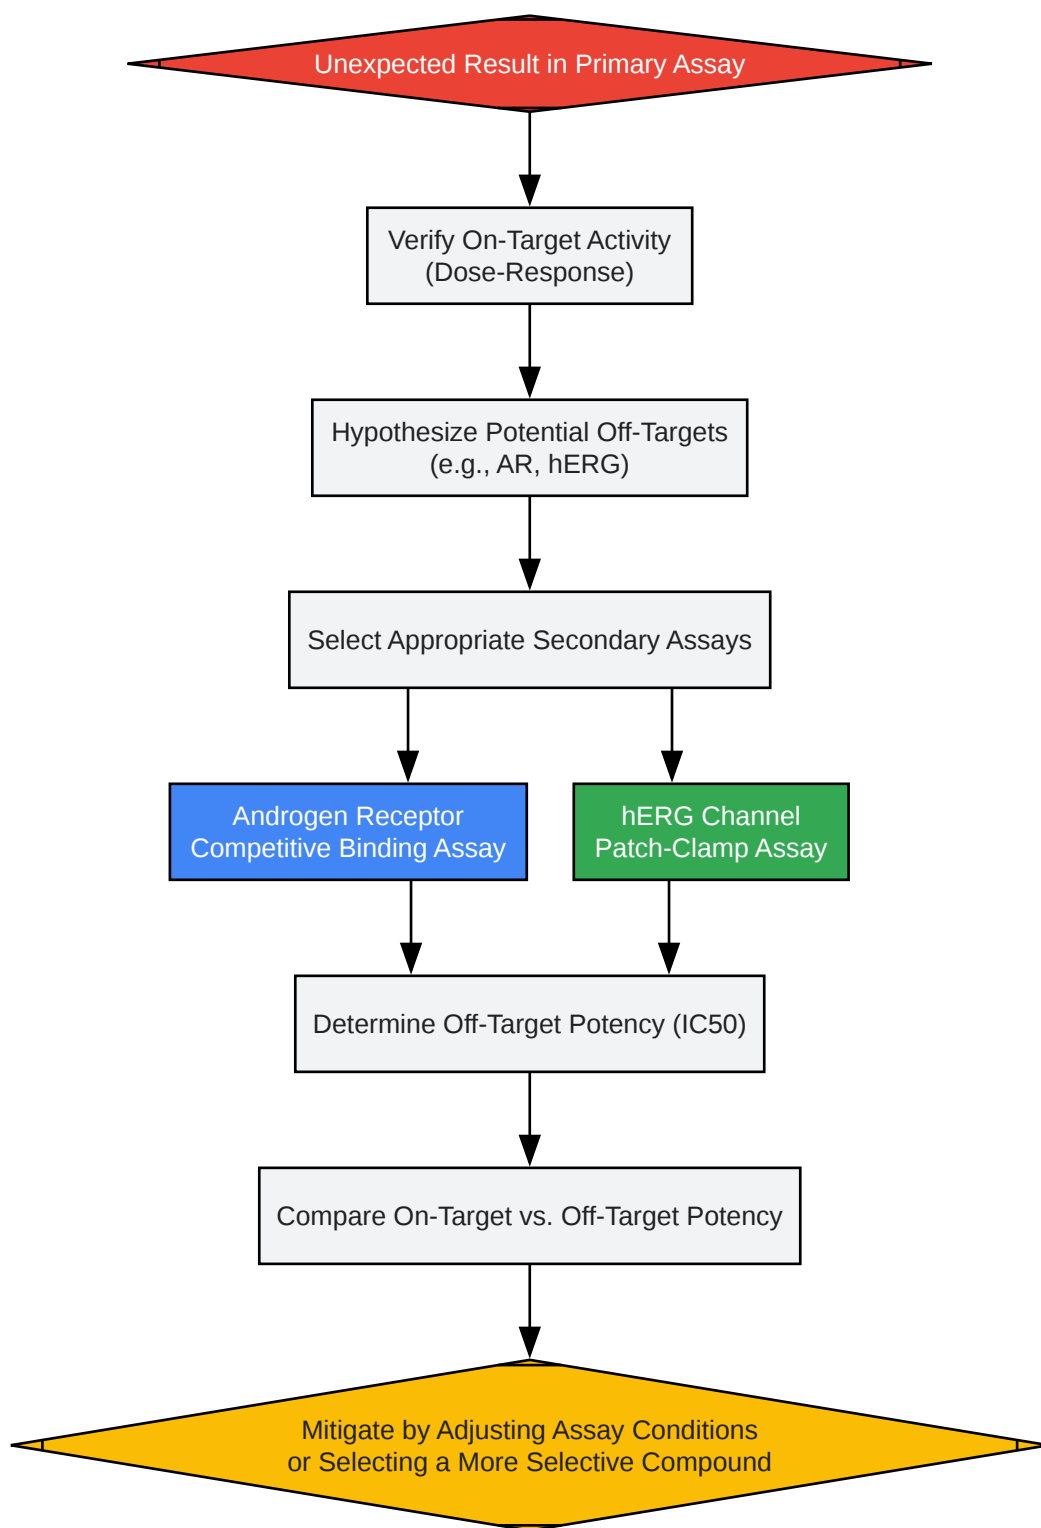 Unexpected Result in Primary Assay
Verify On-Target Activity
(Dose-Response)
Hypothesize Potential Off-Targets
(e.g., AR, hERG)
Select Appropriate Secondary Assays
Androgen Receptor
Competitive Binding Assay
hERG Channel
Patch-Clamp Assay
Determine Off-Target Potency (IC50)
Compare On-Target vs. Off-Target Potency
Mitigate by Adjusting Assay Conditions
or Selecting a More Selective Compound